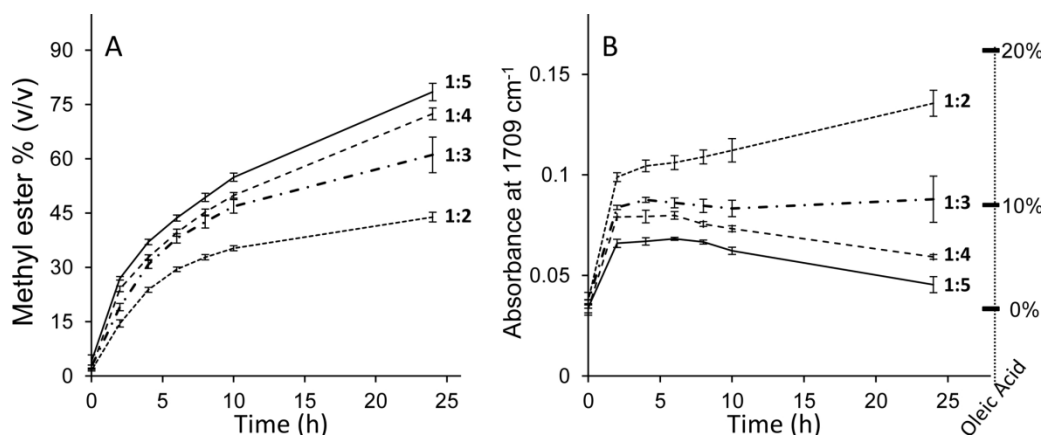 A
Methyl ester % (v/v)
90
75
60
45
30
15
0
1:5
1:4
1:3
1:2
0 5 10 15 20 25
Time (h)
B
Absorbance at 1709 cm⁻¹
0.15
0.1
0.05
0
1:2
1:3
1:4
1:5
0 5 10 15 20 25
Time (h)
20%
10%
0%
Oleic Acid